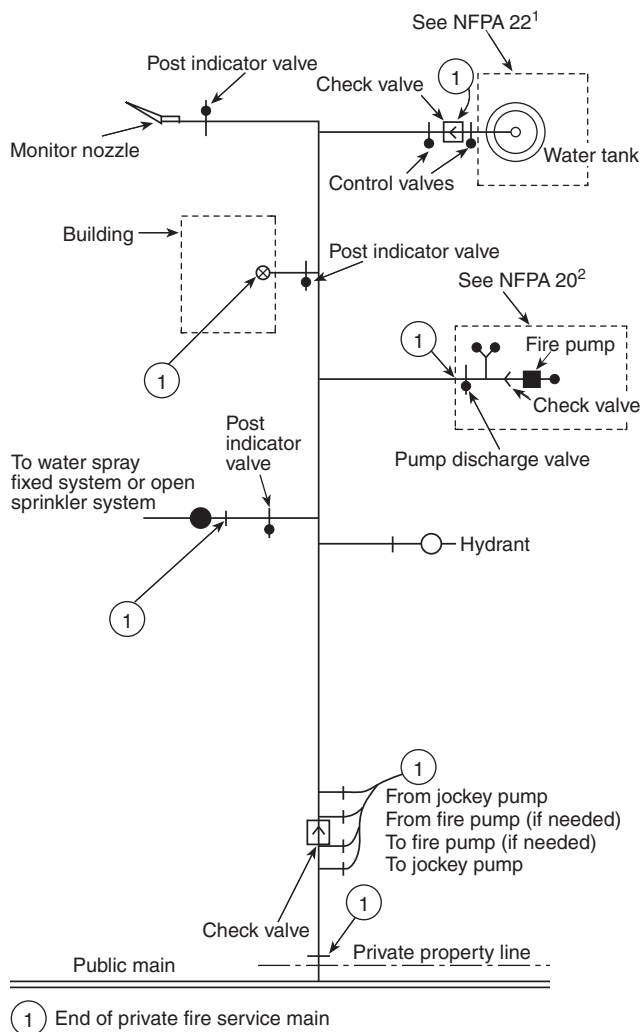 See NFPA 22¹
Post indicator valve
1
Check valve
Monitor nozzle
Water tank
Control valves
Building
Post indicator valve
See NFPA 20²
1
Fire pump
1
Check valve
Post
indicator
valve
Pump discharge valve
To water spray
fixed system or open
sprinkler system
Hydrant
1
1
From jockey pump
From fire pump (if needed)
To fire pump (if needed)
To jockey pump
1
Check valve
Private property line
Public main
1 End of private fire service main